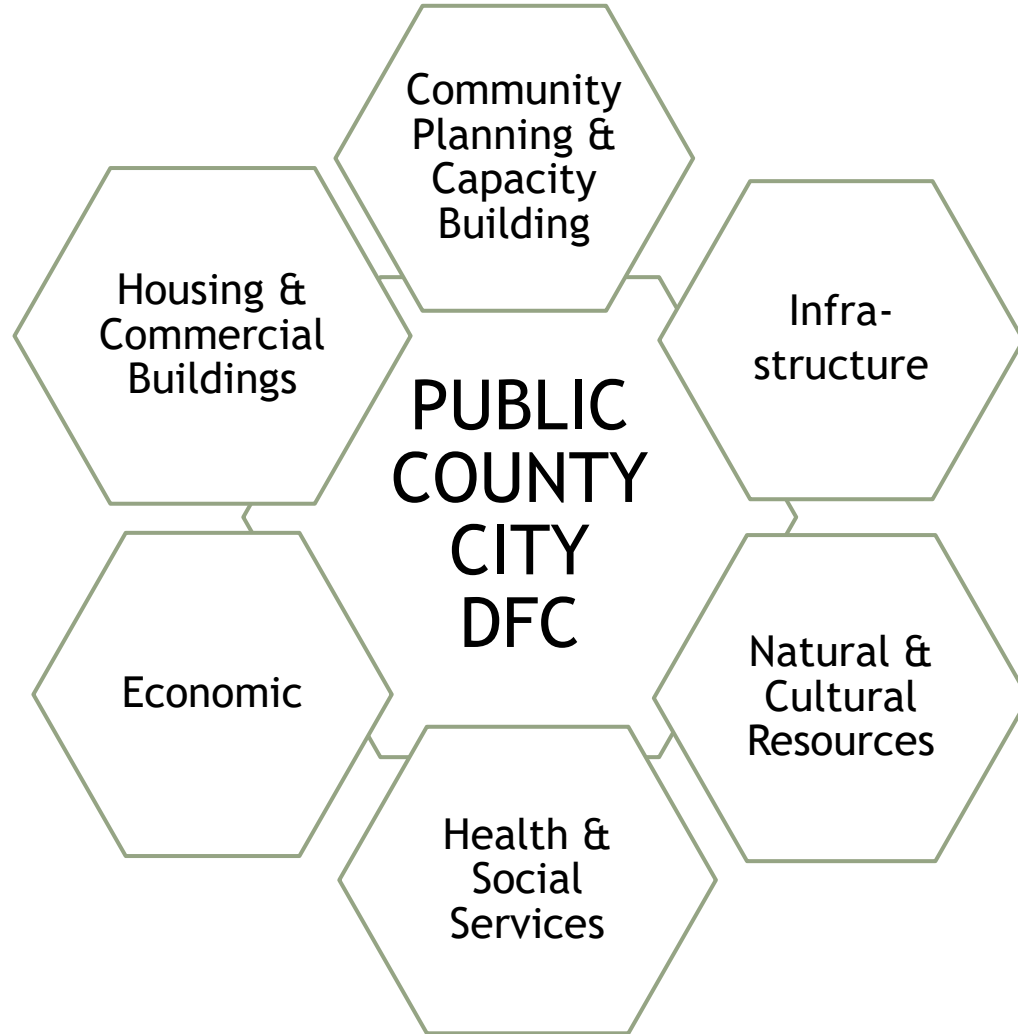 Community
Planning &
Capacity
Building
Housing &
Commercial
Buildings
Infra-
structure
PUBLIC
COUNTY
CITY
DFC
Economic
Natural &
Cultural
Resources
Health &
Social
Services